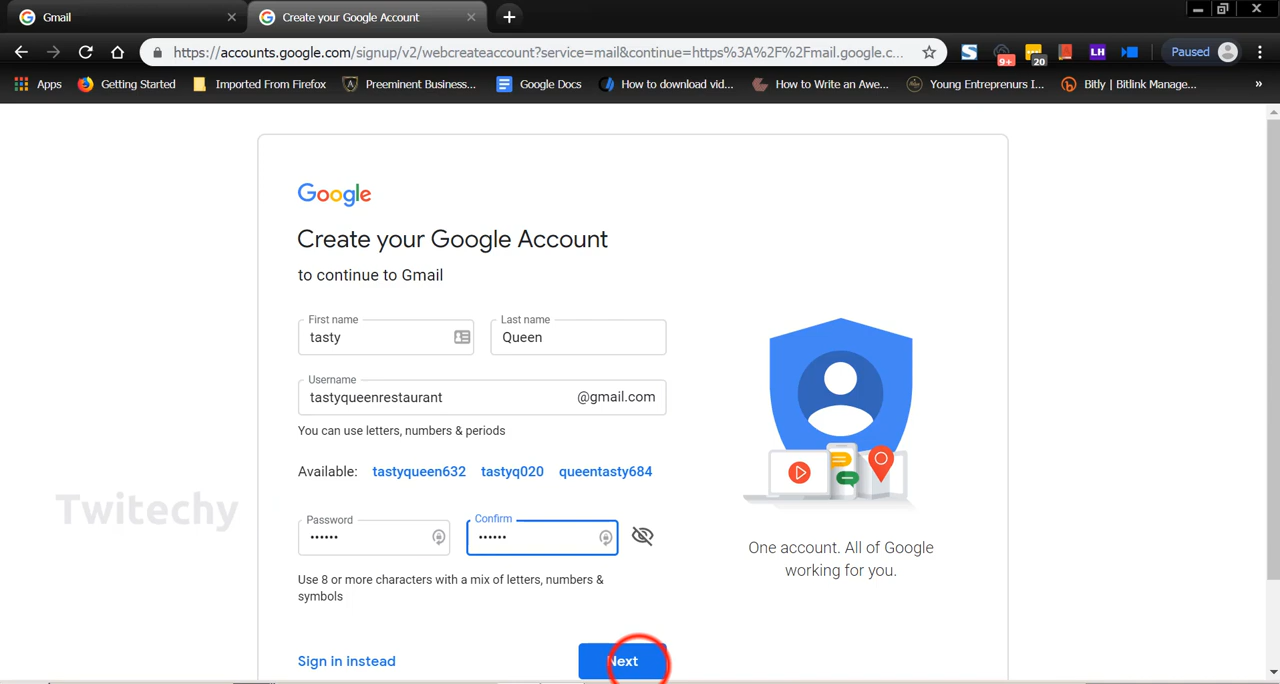 Gmail
Create your Google Account
https://accounts.google.com/signup/v2/webcreateaccount?service=mail&continue=https%3A%2F%2Fmail.google.c...
9+
20
LH
Paused
Apps
Getting Started
Imported From Firefox
Preeminent Business...
Google Docs
How to download vid...
How to Write an Awe...
Young Entreprenurs I...
Bitly | Bitlink Manage...
»
Google
Create your Google Account
to continue to Gmail
First name
Last name
tasty
Queen
Username
tastyqueenrestaurant
@gmail.com
You can use letters, numbers & periods
Available: tastyqueen632 tastyq020 queentasty684
Twitechy
Password
Confirm
••••••
••••••
Use 8 or more characters with a mix of letters, numbers &
symbols
One account. All of Google
working for you.
Sign in instead
Next